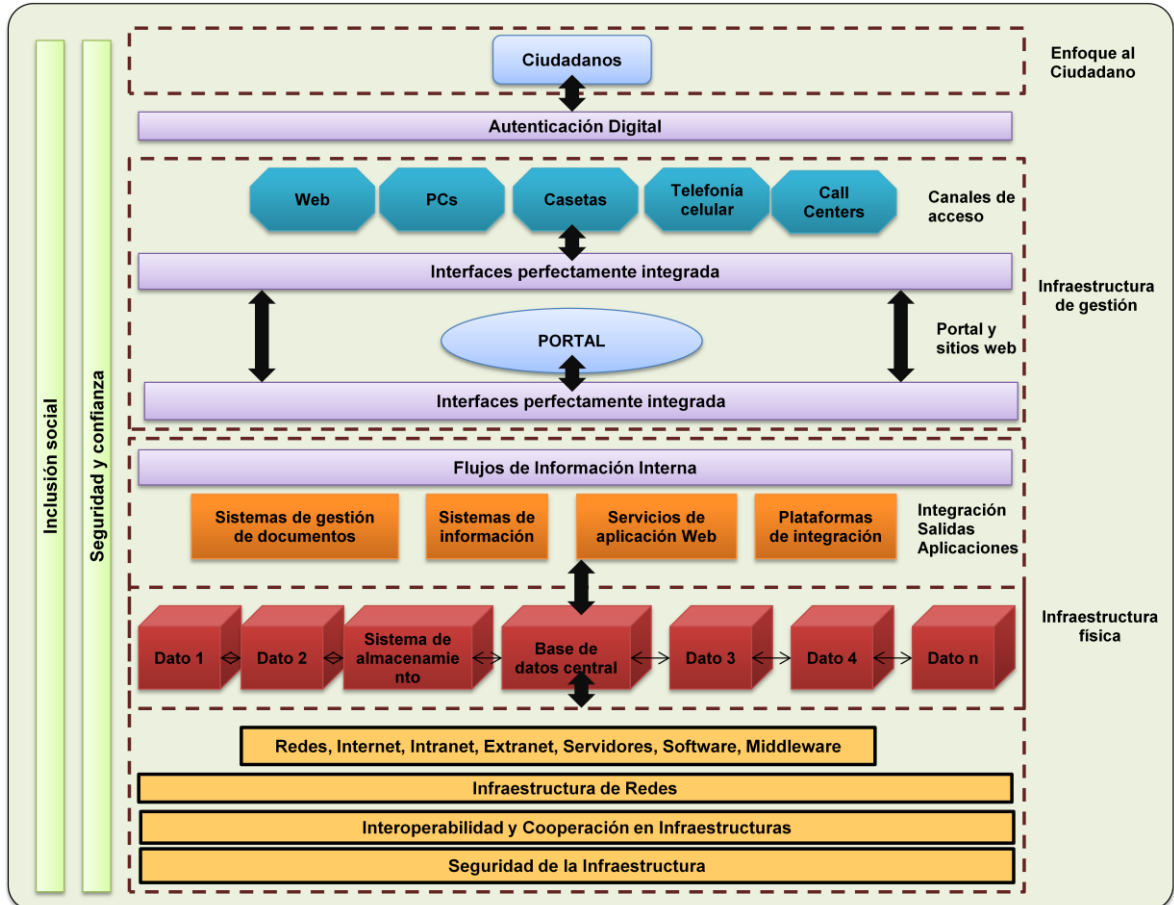 Ciudadanos
Enfoque al
Ciudadano
Autenticación Digital
Web
PCs
Casetas
Telefonía
celular
Call
Centers
Canales de
acceso
Interfaces perfectamente integrada
Infraestructura
de gestión
PORTAL
Portal y
sitios web
Interfaces perfectamente integrada
Flujos de Información Interna
Sistemas de gestión
de documentos
Sistemas de
información
Servicios de
aplicación Web
Plataformas
de integración
Integración
Salidas
Aplicaciones
Dato 1
Dato 2
Sistema de
almacenamie
nto
Base de
datos central
Dato 3
Dato 4
Dato n
Infraestructura
física
Redes, Internet, Intranet, Extranet, Servidores, Software, Middleware
Infraestructura de Redes
Interoperabilidad y Cooperación en Infraestructuras
Seguridad de la Infraestructura
Inclusión social
Seguridad y confianza